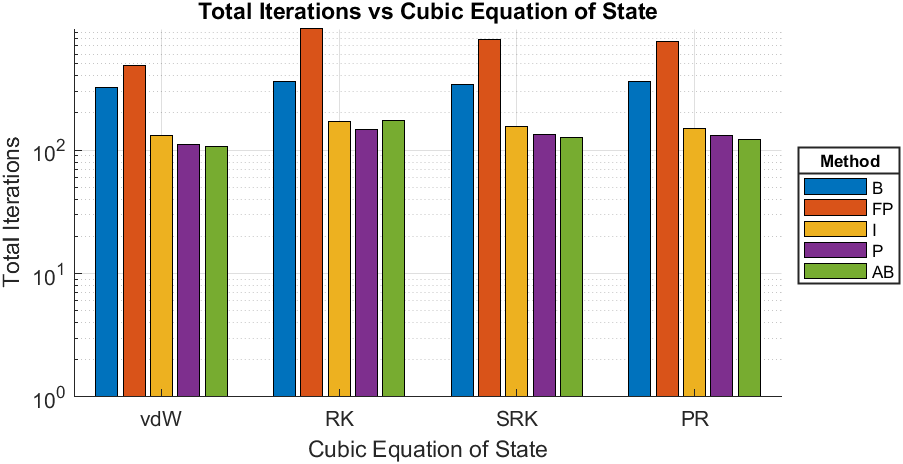 Total Iterations vs Cubic Equation of State
Total Iterations
10^2
10^1
10^0
vdW
RK
SRK
PR
Cubic Equation of State
Method
B
FP
I
P
AB